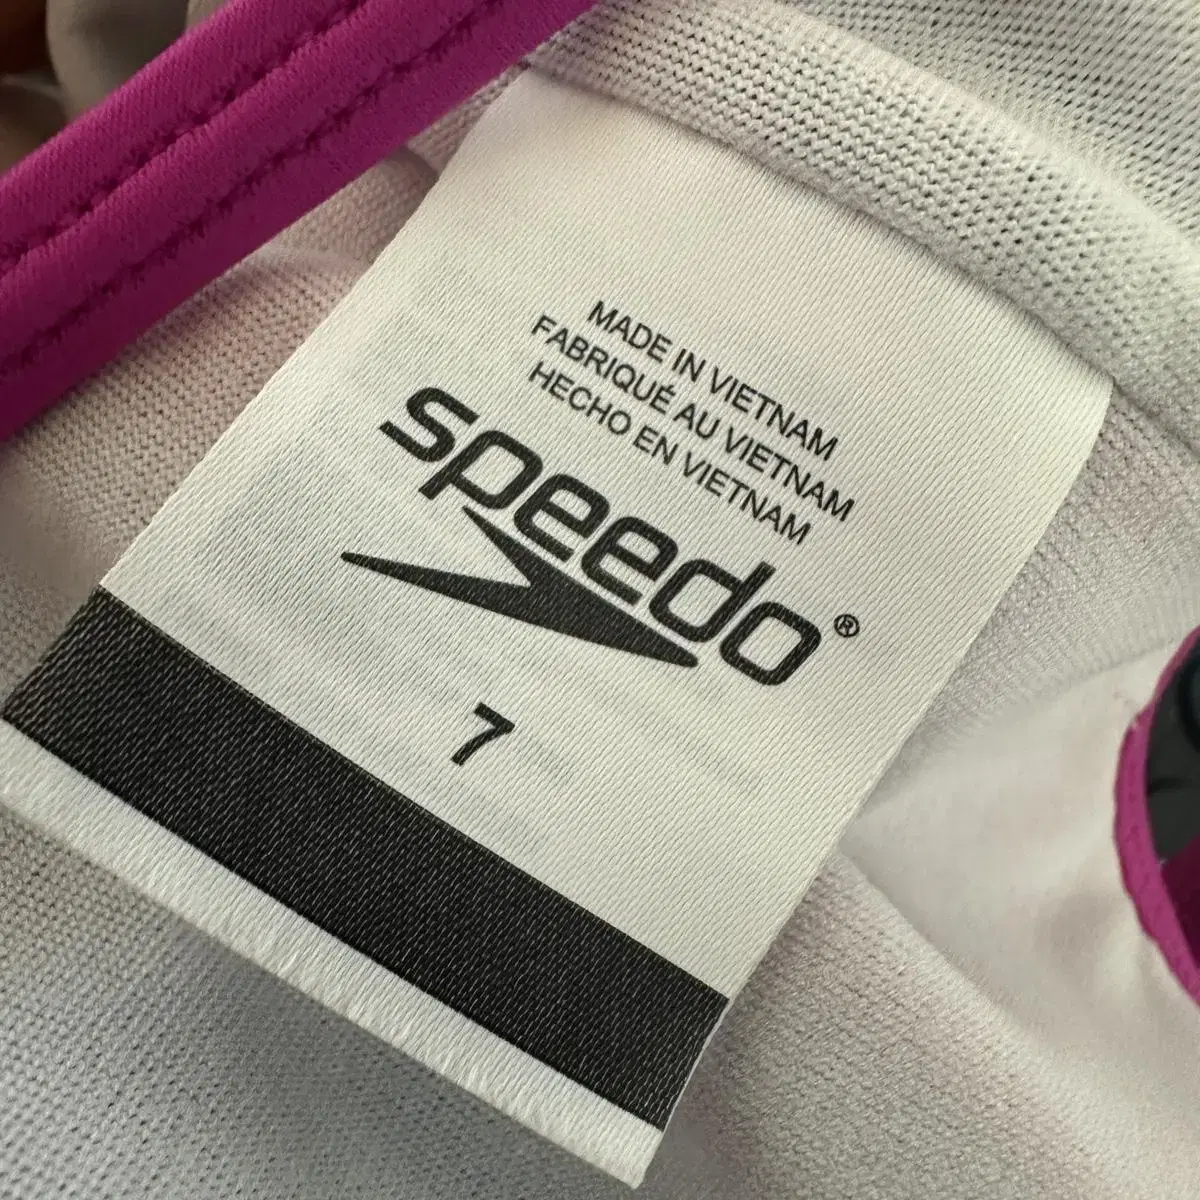 MADE IN VIETNAM
FABRIQUÉ AU VIETNAM
HECHO EN VIETNAM
speedo®
7